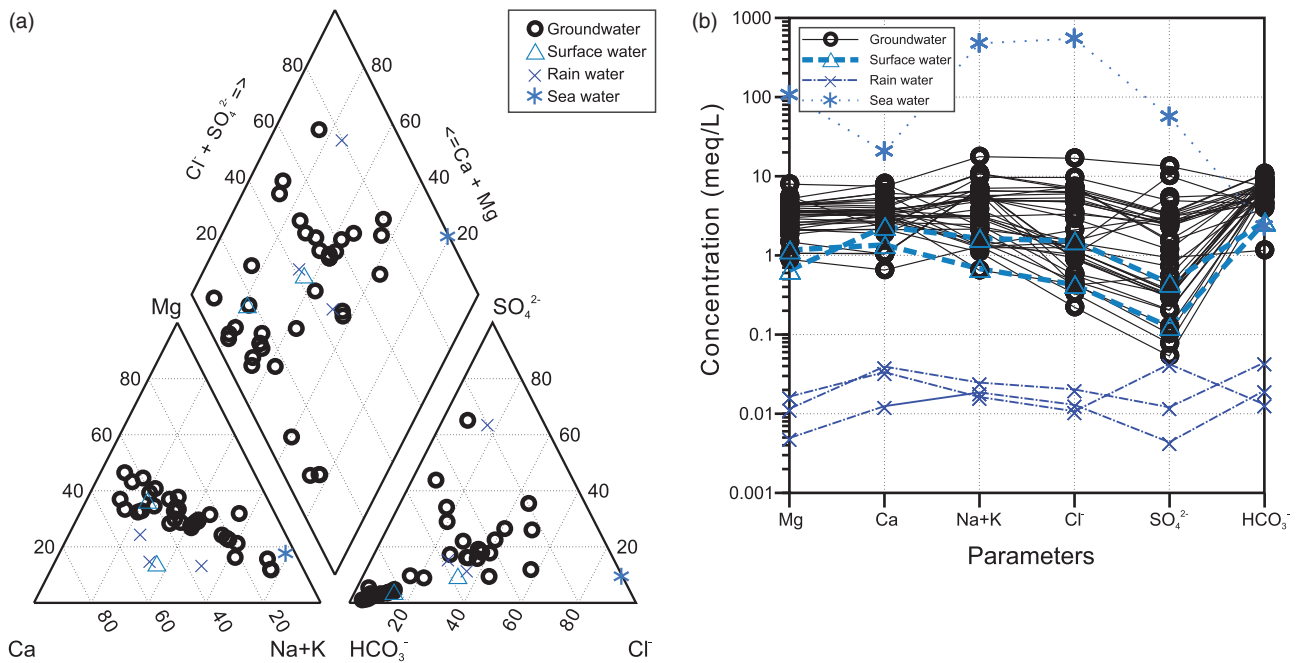 (a)
Groundwater
Surface water
Rain water
Sea water
80
80
60
60
40
40
20
20
Cl⁻ + SO₄²⁻ =>
<=Ca + Mg
Mg
SO₄²⁻
80
60
40
20
80
60
40
20
80
60
40
20
20
40
60
80
Ca
Na+K
HCO₃⁻
Cl⁻
(b)
Groundwater
Surface water
Rain water
Sea water
1000
100
10
1
0.1
0.01
0.001
Concentration (meq/L)
Mg
Ca
Na+K
Cl⁻
SO₄²⁻
HCO₃⁻
Parameters